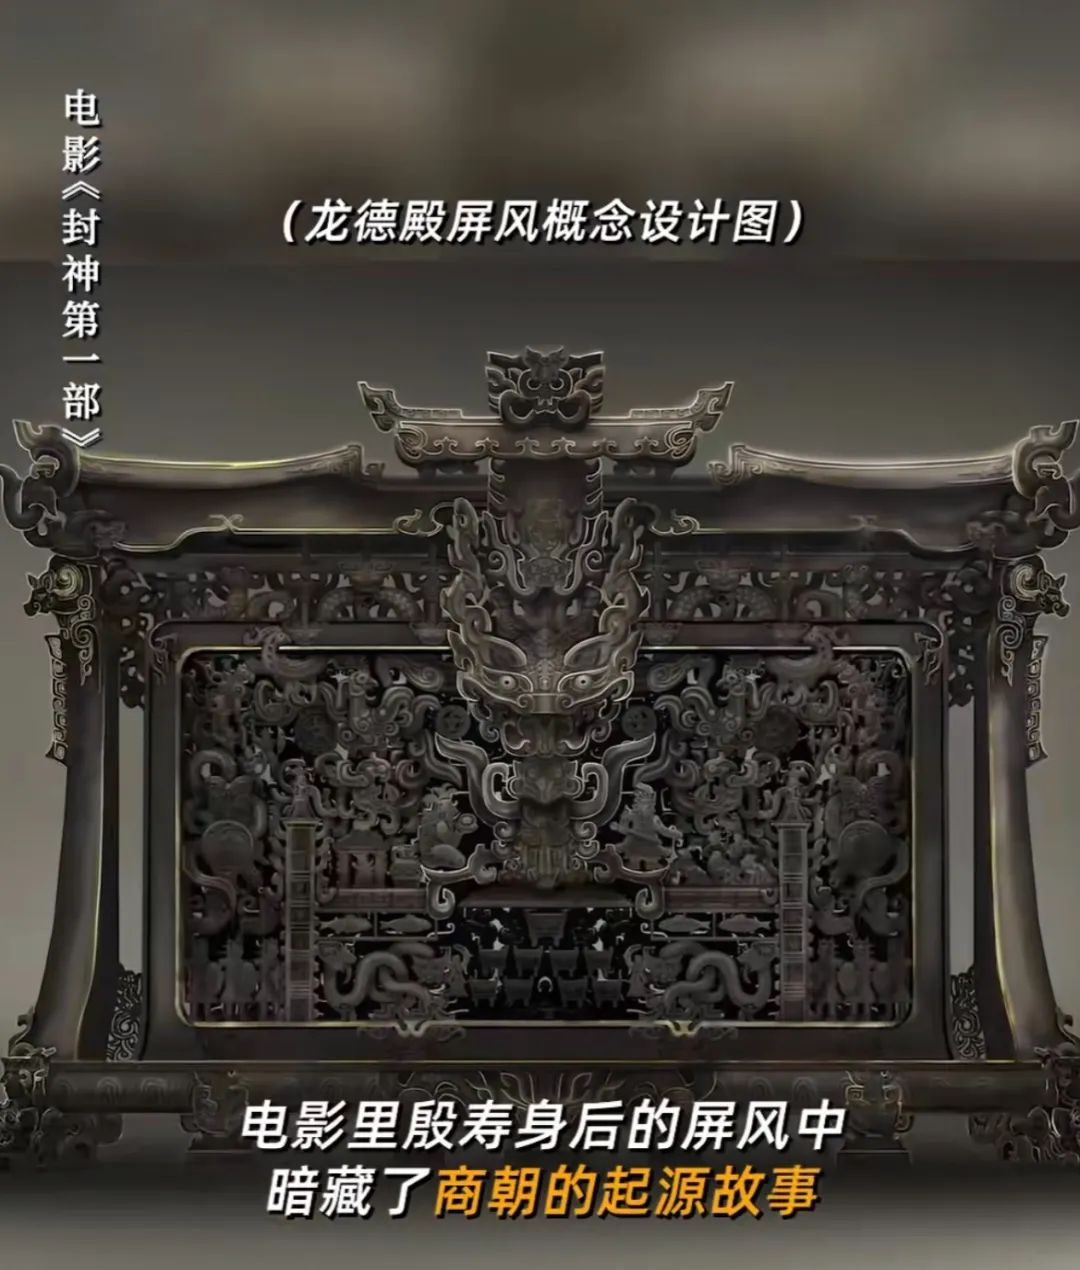 电影《封神第一部》
（龙德殿屏风概念设计图）
电影里殷寿身后的屏风中
暗藏了商朝的起源故事